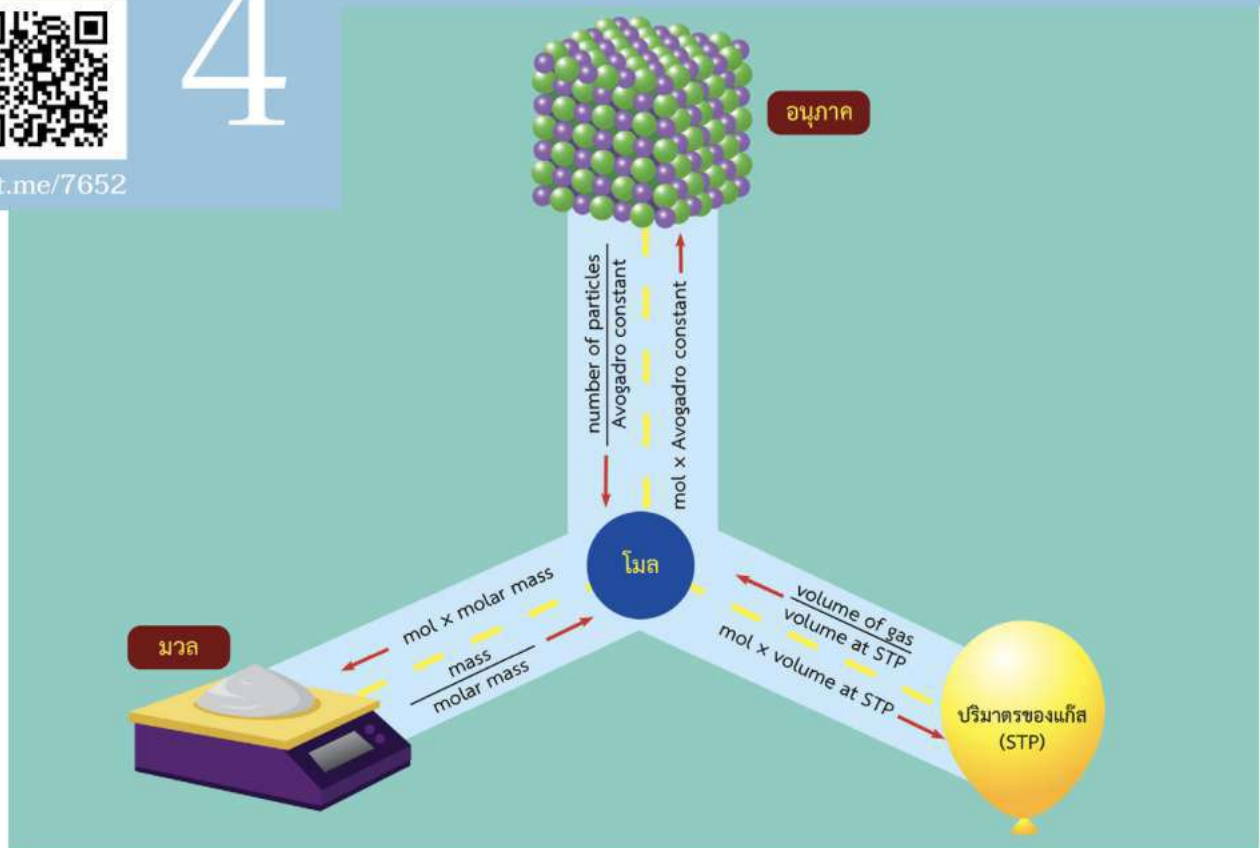 4
t.me/7652
อนุภาค
number of particles
Avogadro constant
mol x Avogadro constant
โมล
mol x molar mass
mass
molar mass
มวล
volume of gas
volume at STP
mol x volume at STP
ปริมาตรของแก๊ส
(STP)